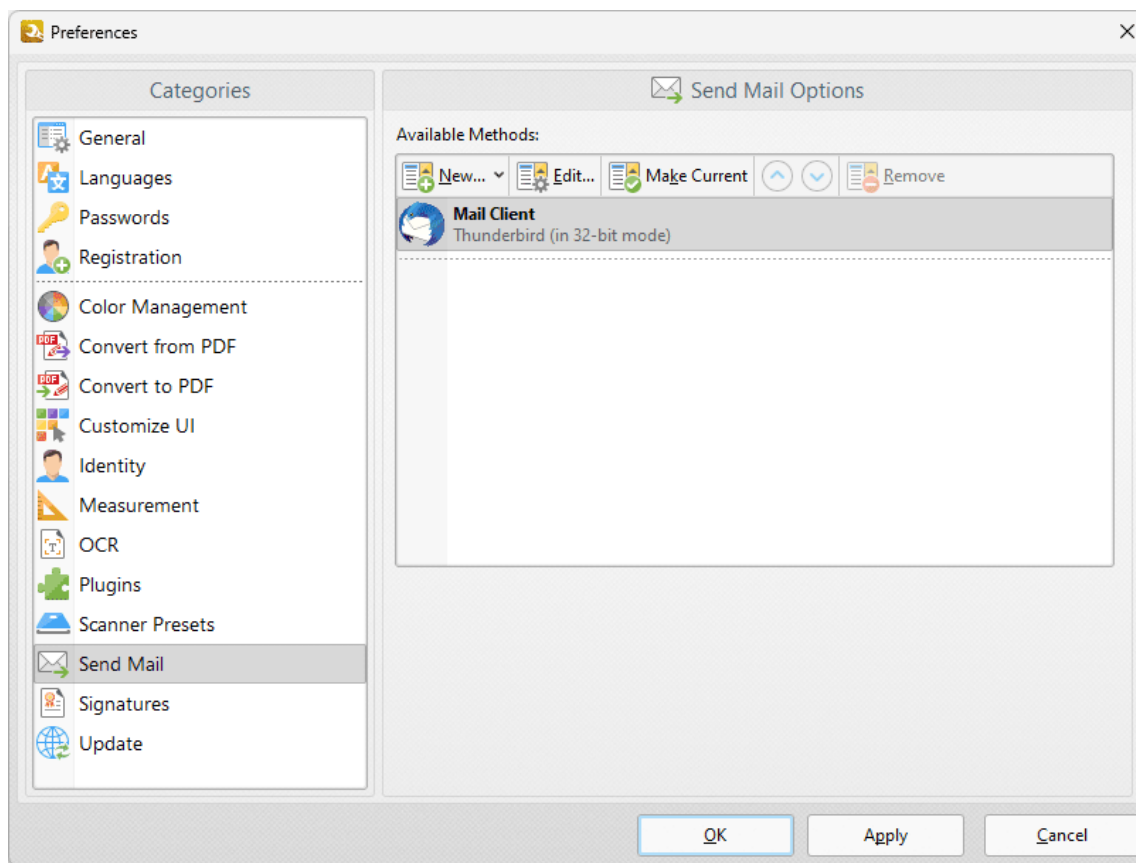 Preferences
Categories
General
Languages
Passwords
Registration
Color Management
Convert from PDF
Convert to PDF
Customize UI
Identity
Measurement
OCR
Plugins
Scanner Presets
Send Mail
Signatures
Update
Send Mail Options
Available Methods:
New... Edit... Make Current Remove
Mail Client
Thunderbird (in 32-bit mode)
OK Apply Cancel